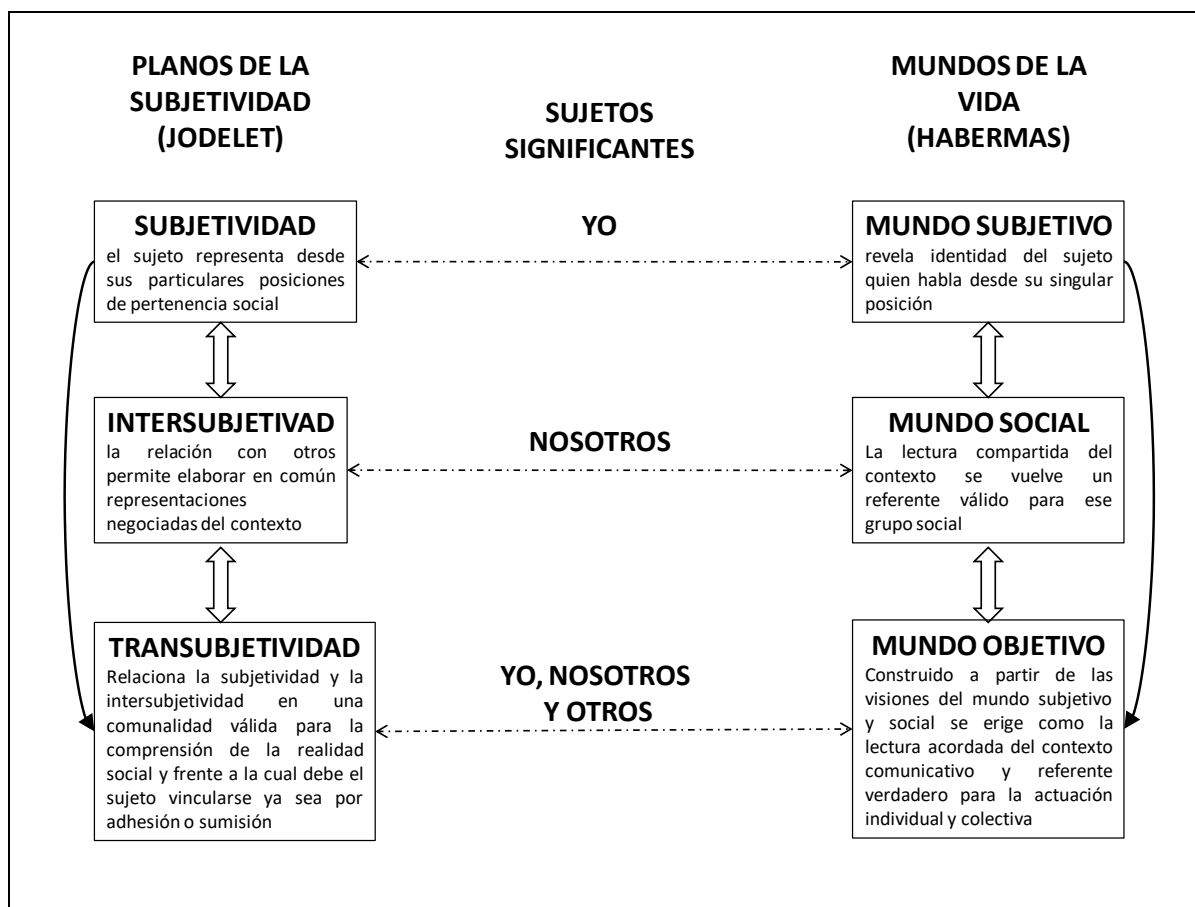 PLANOS DE LA
SUBJETIVIDAD
(JODELET)
SUJETOS
SIGNIFICANTES
MUNDOS DE LA
VIDA
(HABERMAS)
SUBJETIVIDAD
el sujeto representa desde
sus particulares posiciones
de pertenencia social
YO
MUNDO SUBJETIVO
revela identidad del sujeto
quien habla desde su singular
posición
INTERSUBJETIVAD
la relación con otros
permite elaborar en común
representaciones
negociadas del contexto
NOSOTROS
MUNDO SOCIAL
La lectura compartida del
contexto se vuelve un
referente válido para ese
grupo social
TRANSUBJETIVIDAD
Relaciona la subjetividad y la
intersubjetividad en una
comunalidad válida para la
comprensión de la realidad
social y frente a la cual debe el
sujeto vincularse ya sea por
adhesión o sumisión
YO, NOSOTROS
Y OTROS
MUNDO OBJETIVO
Construido a partir de las
visiones del mundo subjetivo
y social se erige como la
lectura acordada del contexto
comunicativo y referente
verdadero para la actuación
individual y colectiva